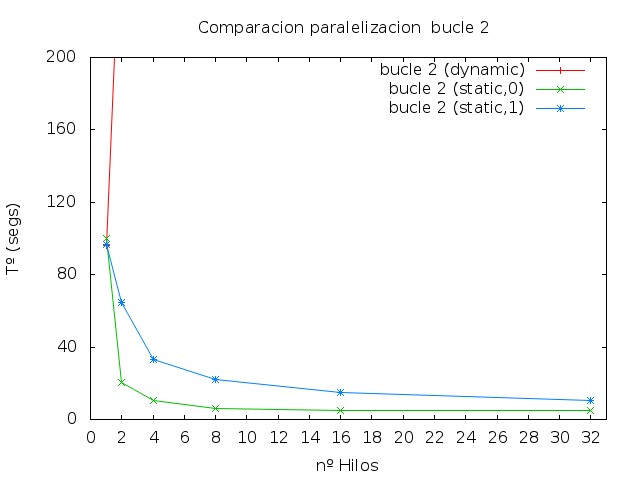 Comparacion paralelizacion  bucle 2
200
160
120
80
40
0
Tº (segs)
bucle 2 (dynamic)
bucle 2 (static,0)
bucle 2 (static,1)
0 2 4 6 8 10 12 14 16 18 20 22 24 26 28 30 32
nº Hilos